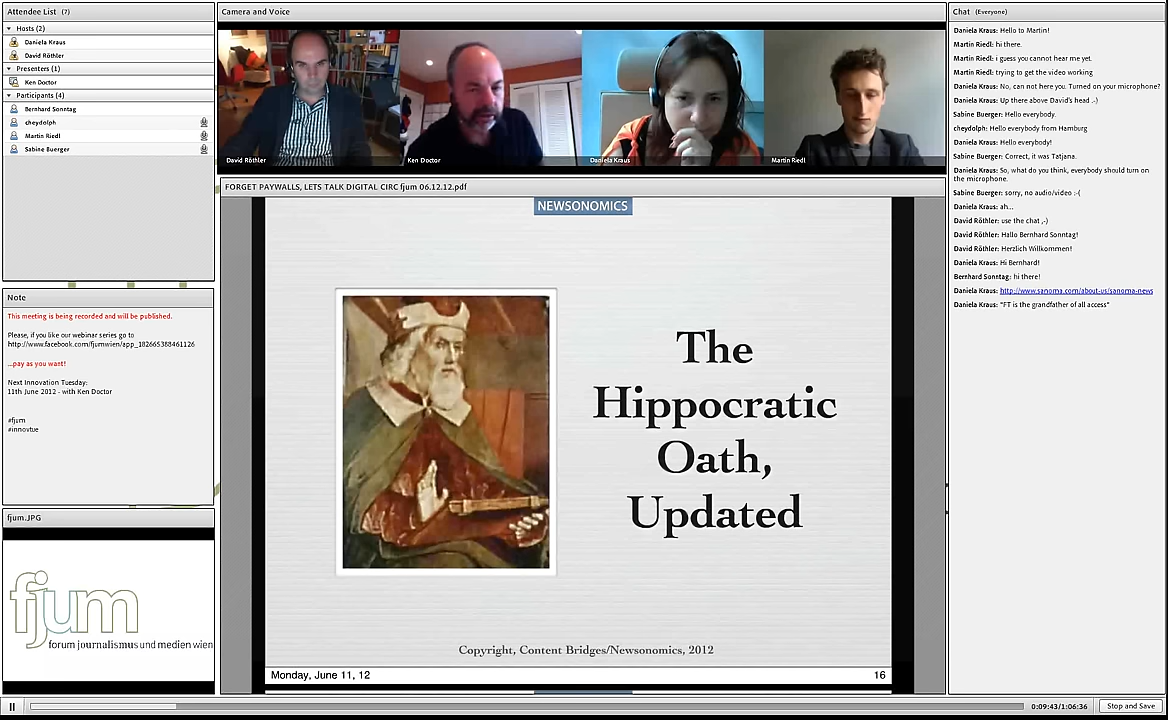 Attendee List (7)
Hosts (2)
Daniela Kraus
David Röthler
Presenters (1)
Ken Doctor
Participants (4)
Bernhard Sonntag
cheydolph
Martin Riedl
Sabine Buerger
Note
This meeting is being recorded and will be published.
Please, if you like our webinar series go to
http://www.facebook.com/fjumwien/app_182665388461126
...pay as you want!
Next Innovation Tuesday:
11th June 2012 - with Ken Doctor
#fjum
#innovtue
fjum.JPG
fjum
forum journalismus und medien wien
Camera and Voice
David Röthler
Ken Doctor
Daniela Kraus
Martin Riedl
FORGET PAYWALLS, LETS TALK DIGITAL CIRC fjum 06.12.12.pdf
NEWSONOMICS
The
Hippocratic
Oath,
Updated
Copyright, Content Bridges/Newsonomics, 2012
Monday, June 11, 12
16
Chat (Everyone)
Daniela Kraus: Hello to Martin!
Martin Riedl: hi there.
Martin Riedl: i guess you cannot hear me yet.
Martin Riedl: trying to get the video working
Daniela Kraus: No, can not here you. Turned on your microphone?
Daniela Kraus: Up there above David's head :-)
Sabine Buerger: Hello everybody.
cheydolph: Hello everybody from Hamburg
Daniela Kraus: Hello everybody!
Sabine Buerger: Correct, it was Tatjana.
Daniela Kraus: So, what do you think, everybody should turn on
the microphone.
Sabine Buerger: sorry, no audio/video :-(
Daniela Kraus: ah...
David Röthler: use the chat ,-)
David Röthler: Hallo Bernhard Sonntag!
David Röthler: Herzlich Willkommen!
Daniela Kraus: Hi Bernhard!
Bernhard Sonntag: hi there!
Daniela Kraus: http://www.sanoma.com/about-us/sanoma-news
Daniela Kraus: "FT is the grandfather of all access"
0:09:43/1:06:36
Stop and Save